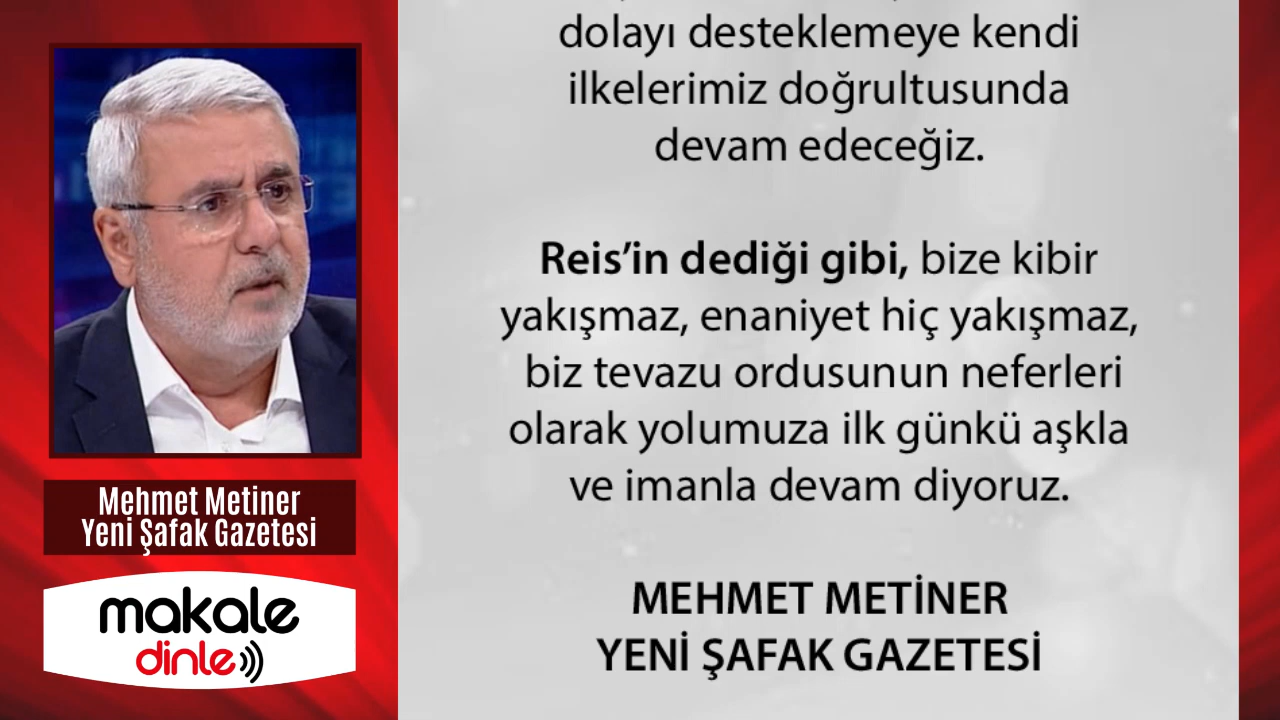 dolayı desteklemeye kendi
ilkelerimiz doğrultusunda
devam edeceğiz.
Reis’in dediği gibi, bize kibir
yakışmaz, enaniyet hiç yakışmaz,
biz tevazu ordusunun neferleri
olarak yolumuza ilk günkü aşkla
ve imanla devam diyoruz.
MEHMET METİNER
YENİ ŞAFAK GAZETESİ
Mehmet Metiner
Yeni Şafak Gazetesi
makale
dinle